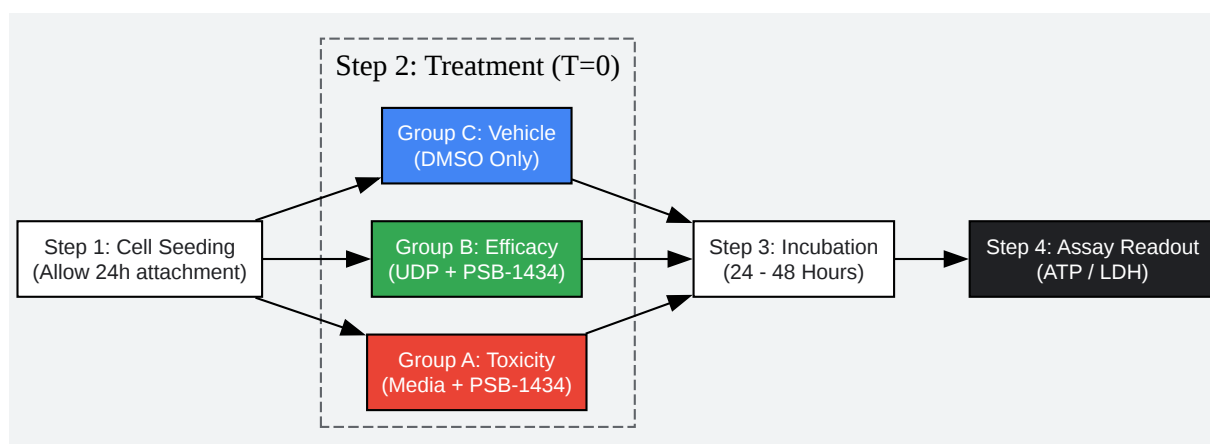 Step 2: Treatment (T=0)
Group C: Vehicle
(DMSO Only)
Step 1: Cell Seeding
(Allow 24h attachment)
Group B: Efficacy
(UDP + PSB-1434)
Step 3: Incubation
(24 - 48 Hours)
Step 4: Assay Readout
(ATP / LDH)
Group A: Toxicity
(Media + PSB-1434)